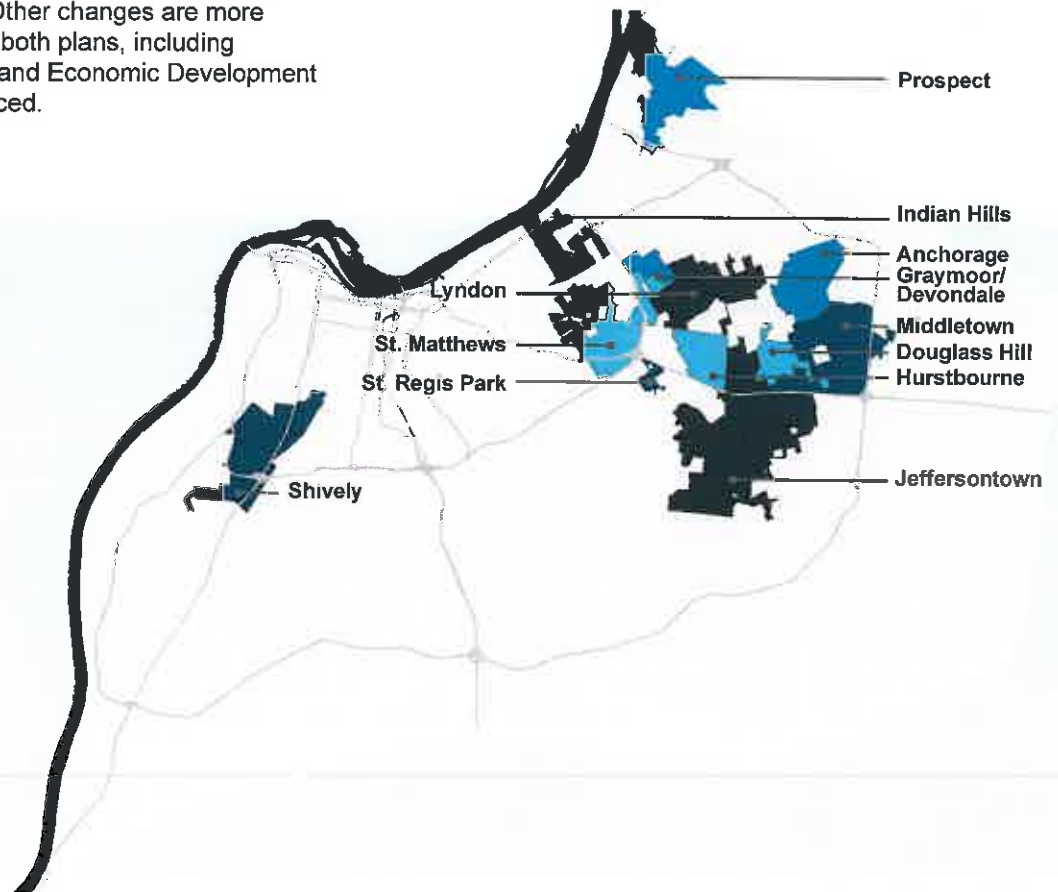 Other changes are more
both plans, including
and Economic Development
ced.
Prospect
Indian Hills
Anchorage
Graymoor/
Devondale
Lyndon
Middletown
St. Matthews
Douglass Hill
St. Regis Park
Hurstbourne
Jeffersontown
Shively